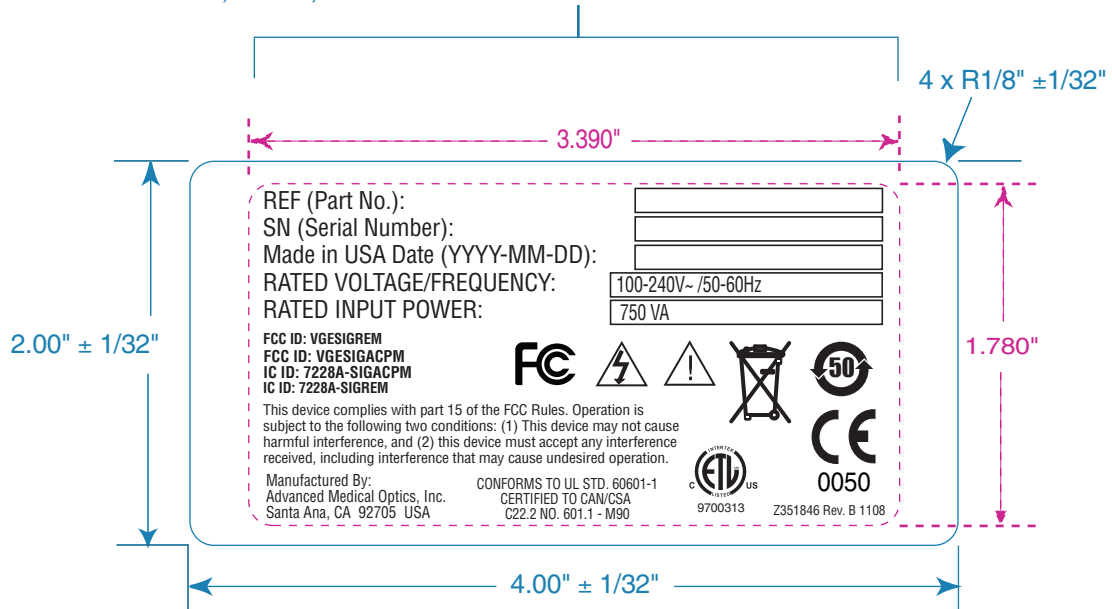 4 x R1/8" ±1/32"
3.390"
REF (Part No.):
SN (Serial Number):
Made in USA Date (YYYY-MM-DD):
RATED VOLTAGE/FREQUENCY: 100-240V~ /50-60Hz
RATED INPUT POWER: 750 VA
2.00" ± 1/32"
1.780"
FCC ID: VGESIGREM
FCC ID: VGESIGACPM
IC ID: 7228A-SIGACPM
IC ID: 7228A-SIGREM
FC
50
This device complies with part 15 of the FCC Rules. Operation is
subject to the following two conditions: (1) This device may not cause
harmful interference, and (2) this device must accept any interference
received, including interference that may cause undesired operation.
CE
0050
Manufactured By:
Advanced Medical Optics, Inc.
Santa Ana, CA 92705 USA
CONFORMS TO UL STD. 60601-1
CERTIFIED TO CAN/CSA
C22.2 NO. 601.1 - M90
INTERTEK
ETL
LISTED
C US
9700313
Z351846 Rev. B 1108
4.00" ± 1/32"